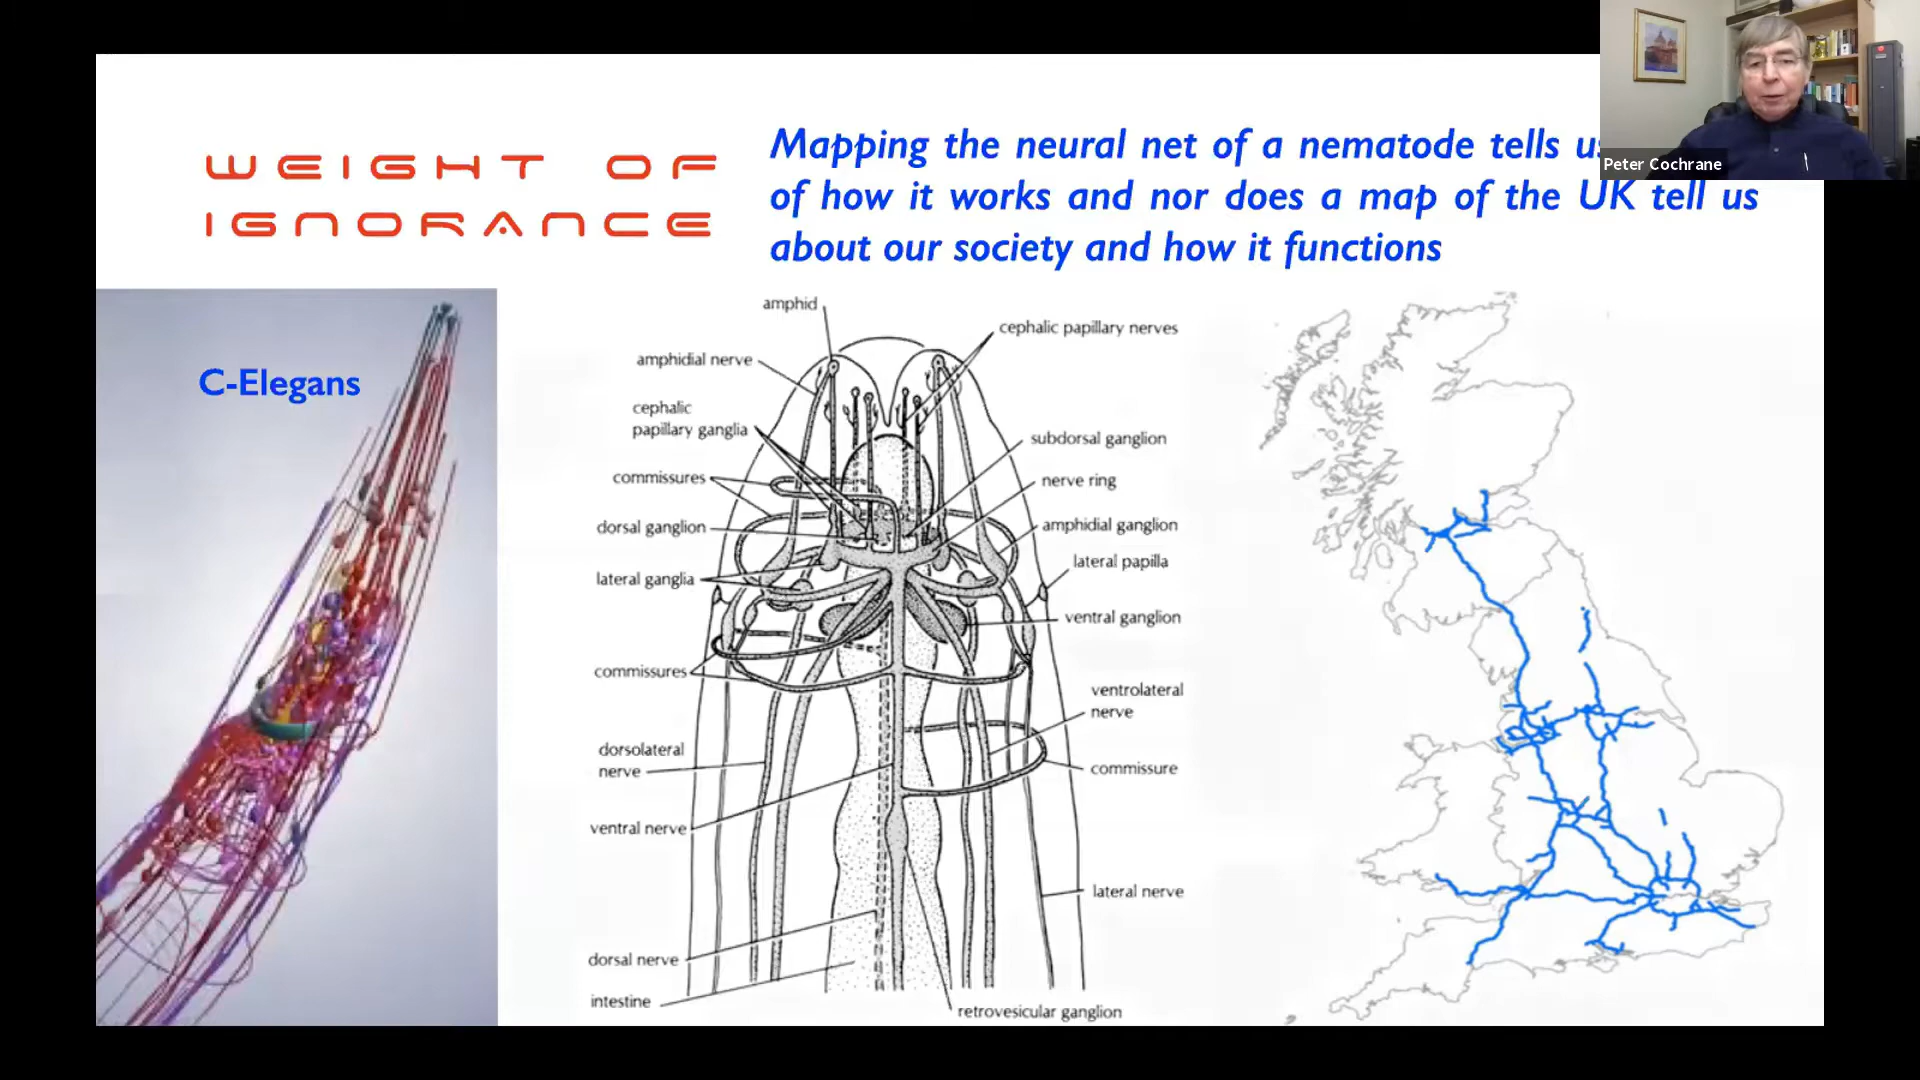 WEIGHT OF
IGNORANCE
Mapping the neural net of a nematode tells
of how it works and nor does a map of the UK tell us
about our society and how it functions
Peter Cochrane
C-Elegans
amphid
cephalic papillary nerves
amphidial nerve
cephalic
papillary ganglia
subdorsal ganglion
commissures
nerve ring
dorsal ganglion
amphidial ganglion
lateral papilla
lateral ganglia
ventral ganglion
commissures
ventrolateral
nerve
dorsolateral
nerve
commissure
ventral nerve
lateral nerve
dorsal nerve
intestine
retrovesicular ganglion